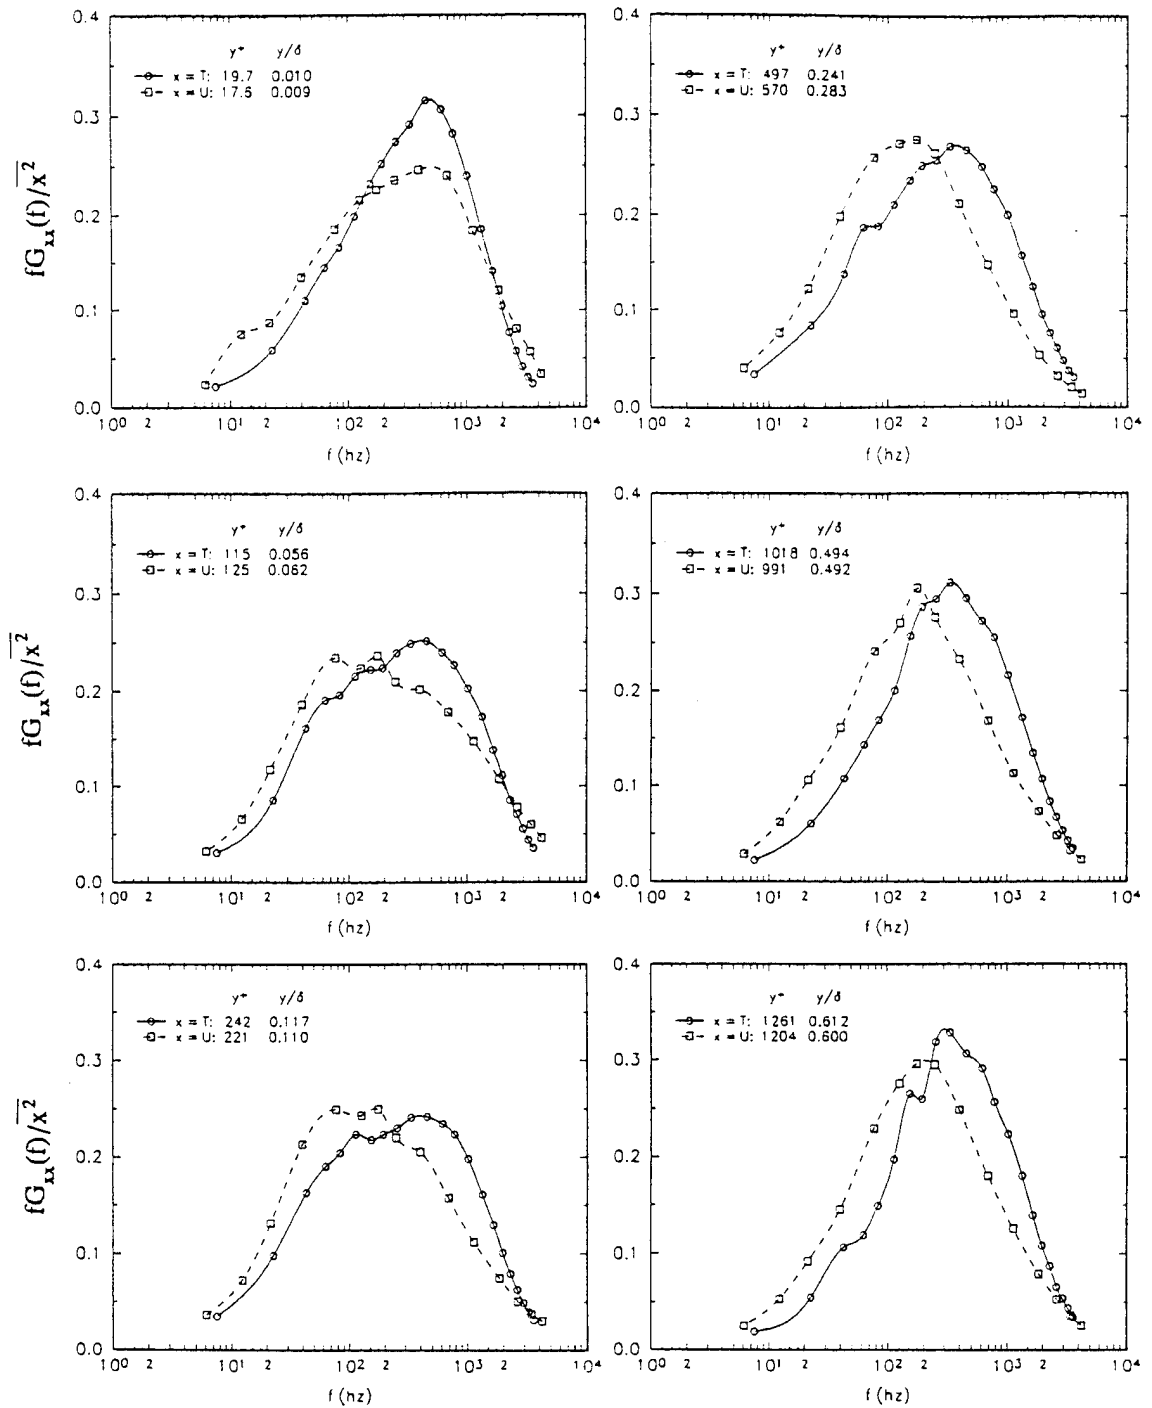 y⁺ y/δ
x = T: 19.7 0.010
x = U: 17.5 0.009
0.4
0.3
0.2
0.1
0.0
fG_xx(f)/x²
10⁰ 2 10¹ 2 10² 2 10³ 2 10⁴
f (hz)
y⁺ y/δ
x = T: 497 0.241
x = U: 570 0.283
0.4
0.3
0.2
0.1
0.0
10⁰ 2 10¹ 2 10² 2 10³ 2 10⁴
f (hz)
y⁺ y/δ
x = T: 115 0.056
x = U: 125 0.062
0.4
0.3
0.2
0.1
0.0
fG_xx(f)/x²
10⁰ 2 10¹ 2 10² 2 10³ 2 10⁴
f (hz)
y⁺ y/δ
x = T: 1018 0.494
x = U: 991 0.492
0.4
0.3
0.2
0.1
0.0
10⁰ 2 10¹ 2 10² 2 10³ 2 10⁴
f (hz)
y⁺ y/δ
x = T: 242 0.117
x = U: 221 0.110
0.4
0.3
0.2
0.1
0.0
fG_xx(f)/x²
10⁰ 2 10¹ 2 10² 2 10³ 2 10⁴
f (hz)
y⁺ y/δ
x = T: 1261 0.612
x = U: 1204 0.600
0.4
0.3
0.2
0.1
0.0
10⁰ 2 10¹ 2 10² 2 10³ 2 10⁴
f (hz)